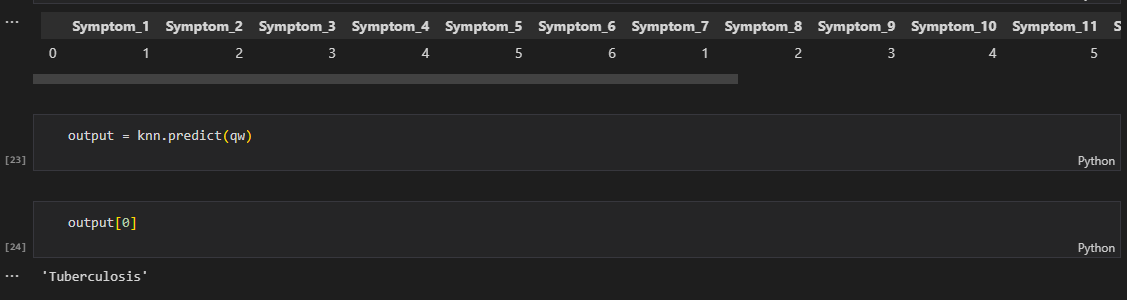 ...
Symptom_1 Symptom_2 Symptom_3 Symptom_4 Symptom_5 Symptom_6 Symptom_7 Symptom_8 Symptom_9 Symptom_10 Symptom_11 S
0 1 2 3 4 5 6 1 2 3 4 5
output = knn.predict(qw)
[23] Python
output[0]
[24] Python
... 'Tuberculosis'